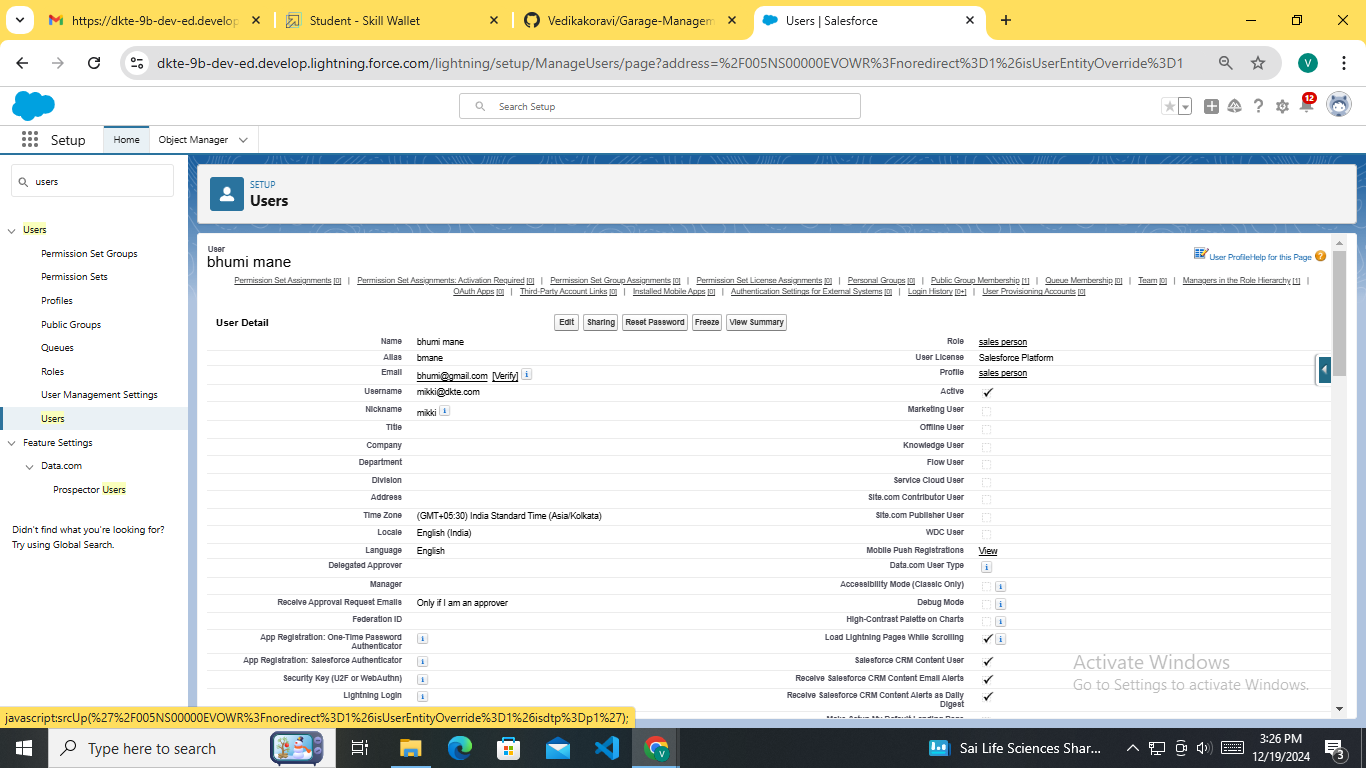 https://dkte-9b-dev-ed.develop
Student - Skill Wallet
Vedikakoravi/Garage-Managem
Users | Salesforce
dkte-9b-dev-ed.develop.lightning.force.com/lightning/setup/ManageUsers/page?address=%2F005NS00000EVOWR%3Fnoredirect%3D1%26isUserEntityOverride%3D1
V
Search Setup
12
Setup
Home
Object Manager
users
Users
Permission Set Groups
Permission Sets
Profiles
Public Groups
Queues
Roles
User Management Settings
Users
Feature Settings
Data.com
Prospector Users
Didn't find what you're looking for?
Try using Global Search.
SETUP
Users
User
bhumi mane
User Profile Help for this Page
Permission Set Assignments [0] | Permission Set Assignments: Activation Required [0] | Permission Set Group Assignments [0] | Permission Set License Assignments [0] | Personal Groups [0] | Public Group Membership [1] | Queue Membership [0] | Team [0] | Managers in the Role Hierarchy [1] |
OAuth Apps [0] | Third-Party Account Links [0] | Installed Mobile Apps [0] | Authentication Settings for External Systems [0] | Login History [0+] | User Provisioning Accounts [0]
User Detail
Edit Sharing Reset Password Freeze View Summary
Name bhumi mane Role sales person
Alias bmane User License Salesforce Platform
Email bhumi@gmail.com [Verify] i Profile sales person
Username mikki@dkte.com Active
Nickname mikki i Marketing User
Title Offline User
Company Knowledge User
Department Flow User
Division Service Cloud User
Address Site.com Contributor User
Time Zone (GMT+05:30) India Standard Time (Asia/Kolkata) Site.com Publisher User
Locale English (India) WDC User
Language English Mobile Push Registrations View
Delegated Approver Data.com User Type i
Manager Accessibility Mode (Classic Only) i
Receive Approval Request Emails Only if I am an approver Debug Mode i
Federation ID High-Contrast Palette on Charts i
App Registration: One-Time Password Authenticator i Load Lightning Pages While Scrolling i
App Registration: Salesforce Authenticator i Salesforce CRM Content User
Security Key (U2F or WebAuthn) i Receive Salesforce CRM Content Email Alerts
Lightning Login i Receive Salesforce CRM Content Alerts as Daily Digest
Activate Windows
Go to Settings to activate Windows.
javascript:srcUp(%27%2F005NS00000EVOWR%3Fnoredirect%3D1%26isUserEntityOverride%3D1%26isdtp%3Dp1%27);
Type here to search
Sai Life Sciences Shar...
3:26 PM
12/19/2024
3